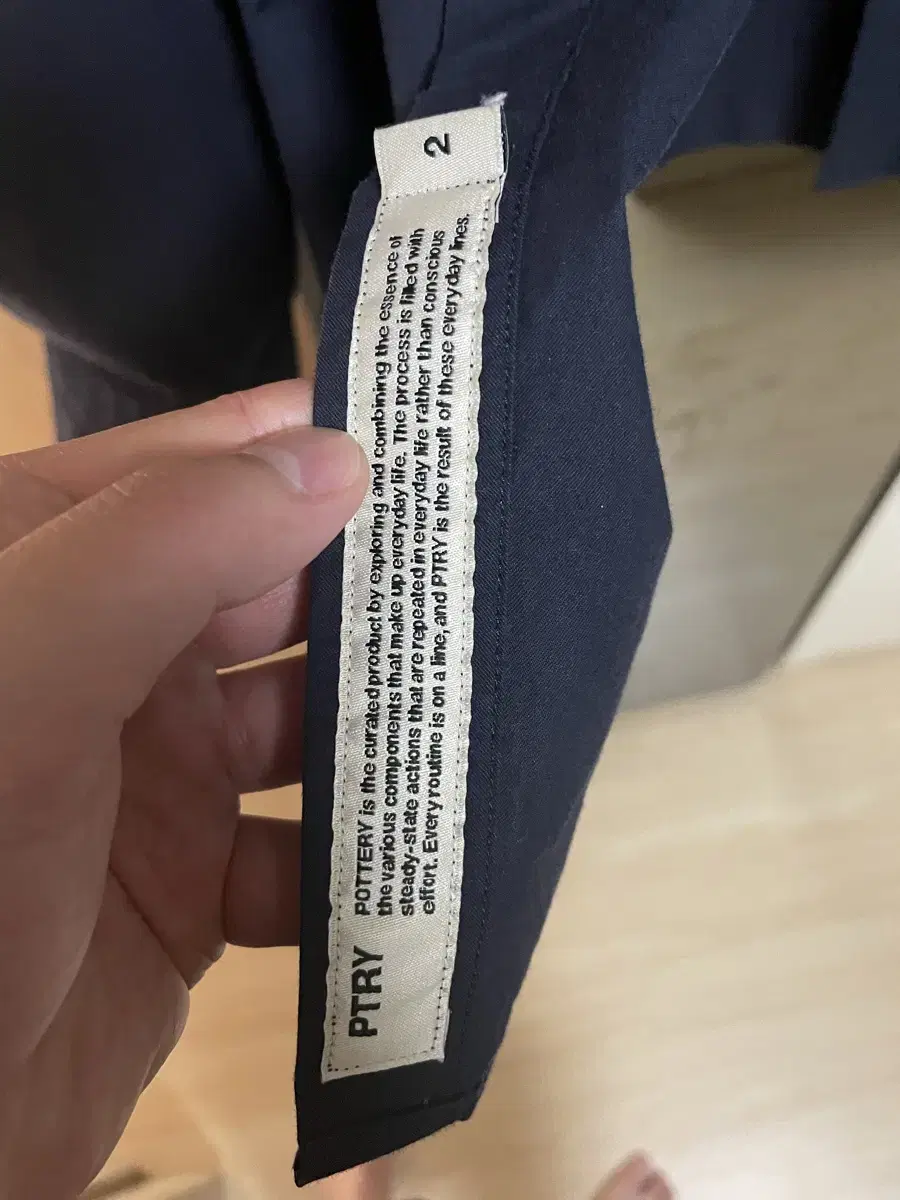 2
PTRY
POTTERY is the curated product by exploring and combining the essence of
the various components that make up everyday life. The process is filled with
steady-state actions that are repeated in everyday life rather than conscious
effort. Every routine is on a line, and PTRY is the result of these everyday lines.